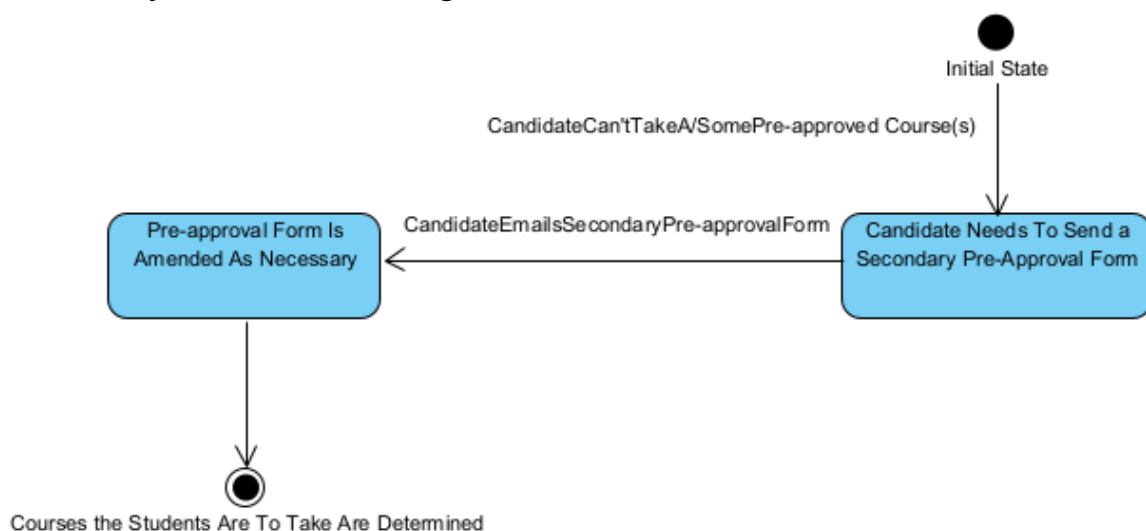 Initial State
CandidateCan'tTakeA/SomePre-approved Course(s)
Pre-approval Form Is
Amended As Necessary
CandidateEmailsSecondaryPre-approvalForm
Candidate Needs To Send a
Secondary Pre-Approval Form
Courses the Students Are To Take Are Determined